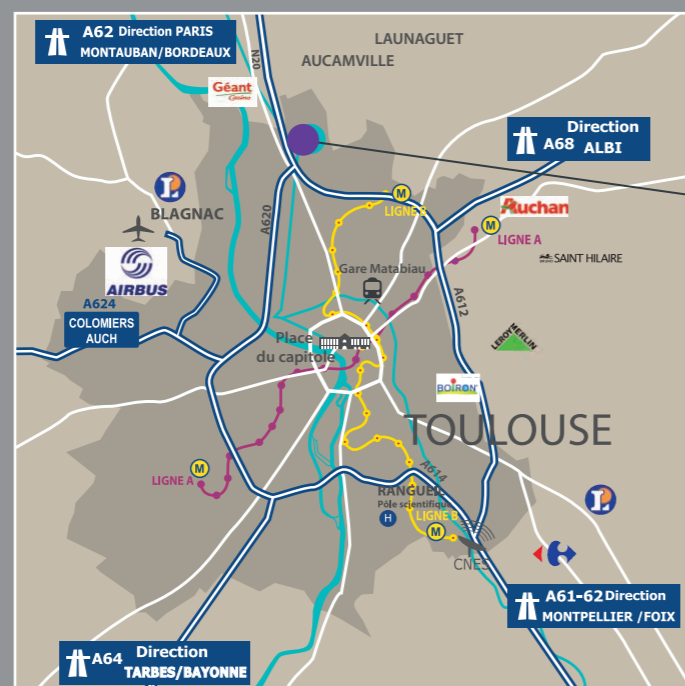 A62 Direction PARIS
MONTAUBAN/BORDEAUX
N20
LAUNAGUET
AUCAMVILLE
Géant
Casino
Direction
A68 ALBI
L
BLAGNAC
A620
M
LIGNE B
Auchan
M
LIGNE A
AIRBUS
Gare Matabiau
SAINT HILAIRE
A624
COLOMIERS
AUCH
A612
Place
du capitole
LEROY MERLIN
BOIRON
TOULOUSE
M
LIGNE A
A614
RANGUEIL
Pôle scientifique
H
LIGNE B
M
L
CNES
A61-62 Direction
MONTPELLIER /FOIX
A64 Direction
TARBES/BAYONNE